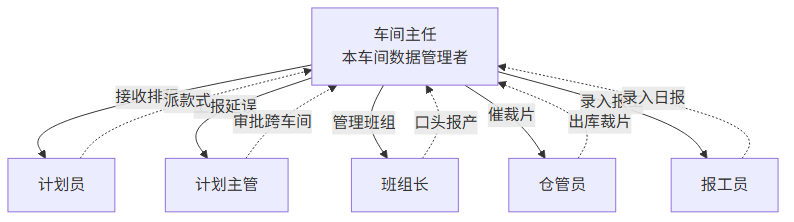 车间主任
本车间数据管理者
接收排
派款式
报延误
审批跨车间
管理班组
口头报产
催裁片
出库裁片
录入报
录入日报
计划员
计划主管
班组长
仓管员
报工员